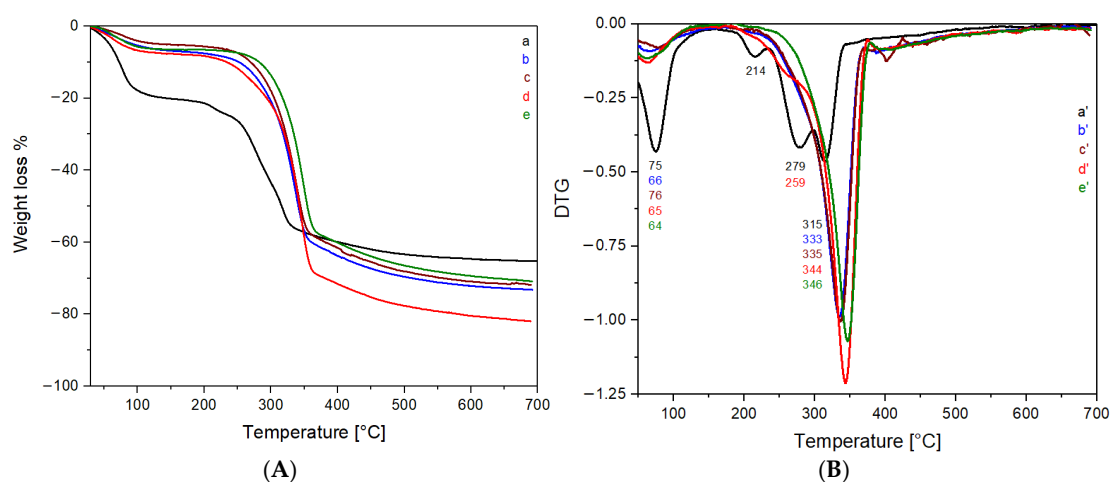 0
−20
−40
−60
−80
−100
Weight loss %
100
200
300
400
500
600
700
Temperature [°C]
a
b
c
d
e
(A)
0.00
−0.25
−0.50
−0.75
−1.00
−1.25
DTG
100
200
300
400
500
600
700
Temperature [°C]
214
75
66
76
65
64
279
259
315
333
335
344
346
a'
b'
c'
d'
e'
(B)